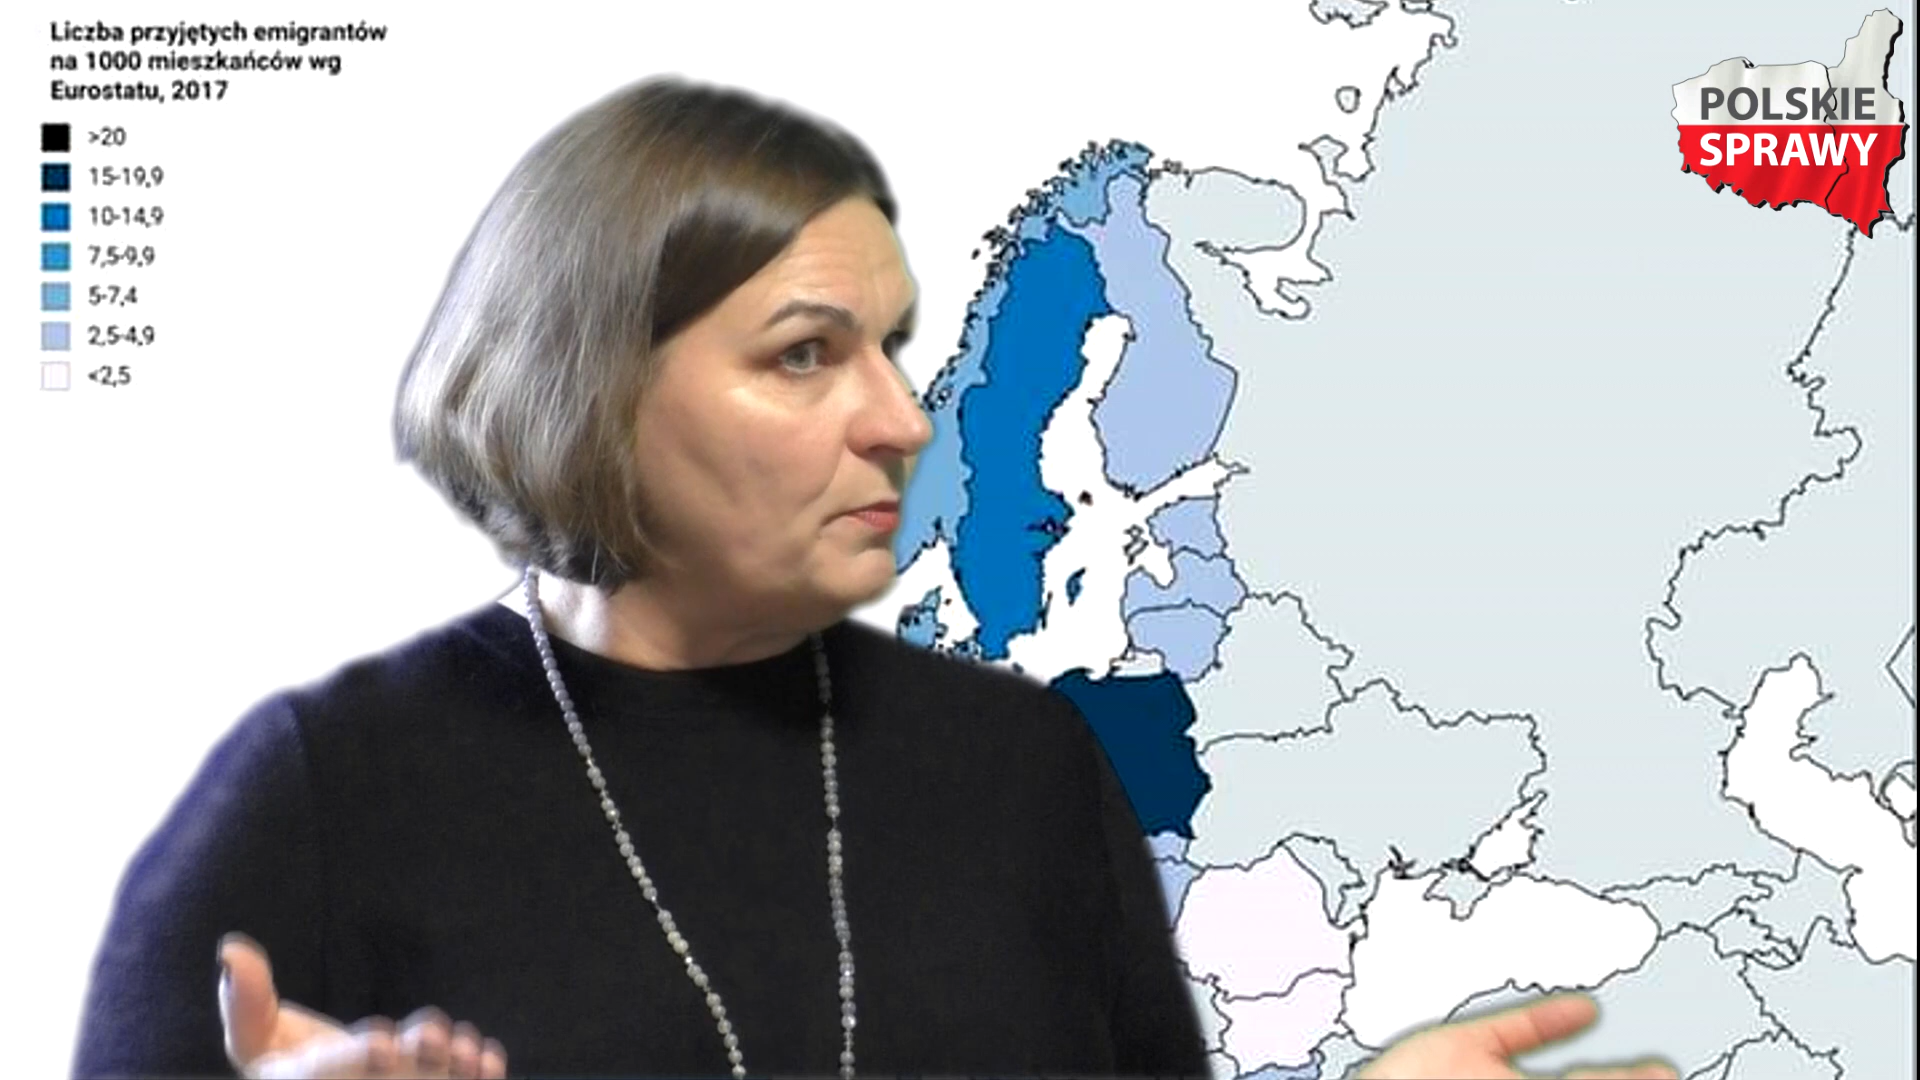 Liczba przyjętych emigrantów
na 1000 mieszkańców wg
Eurostatu, 2017
>20
15-19,9
10-14,9
7,5-9,9
5-7,4
2,5-4,9
<2,5
POLSKIE
SPRAWY